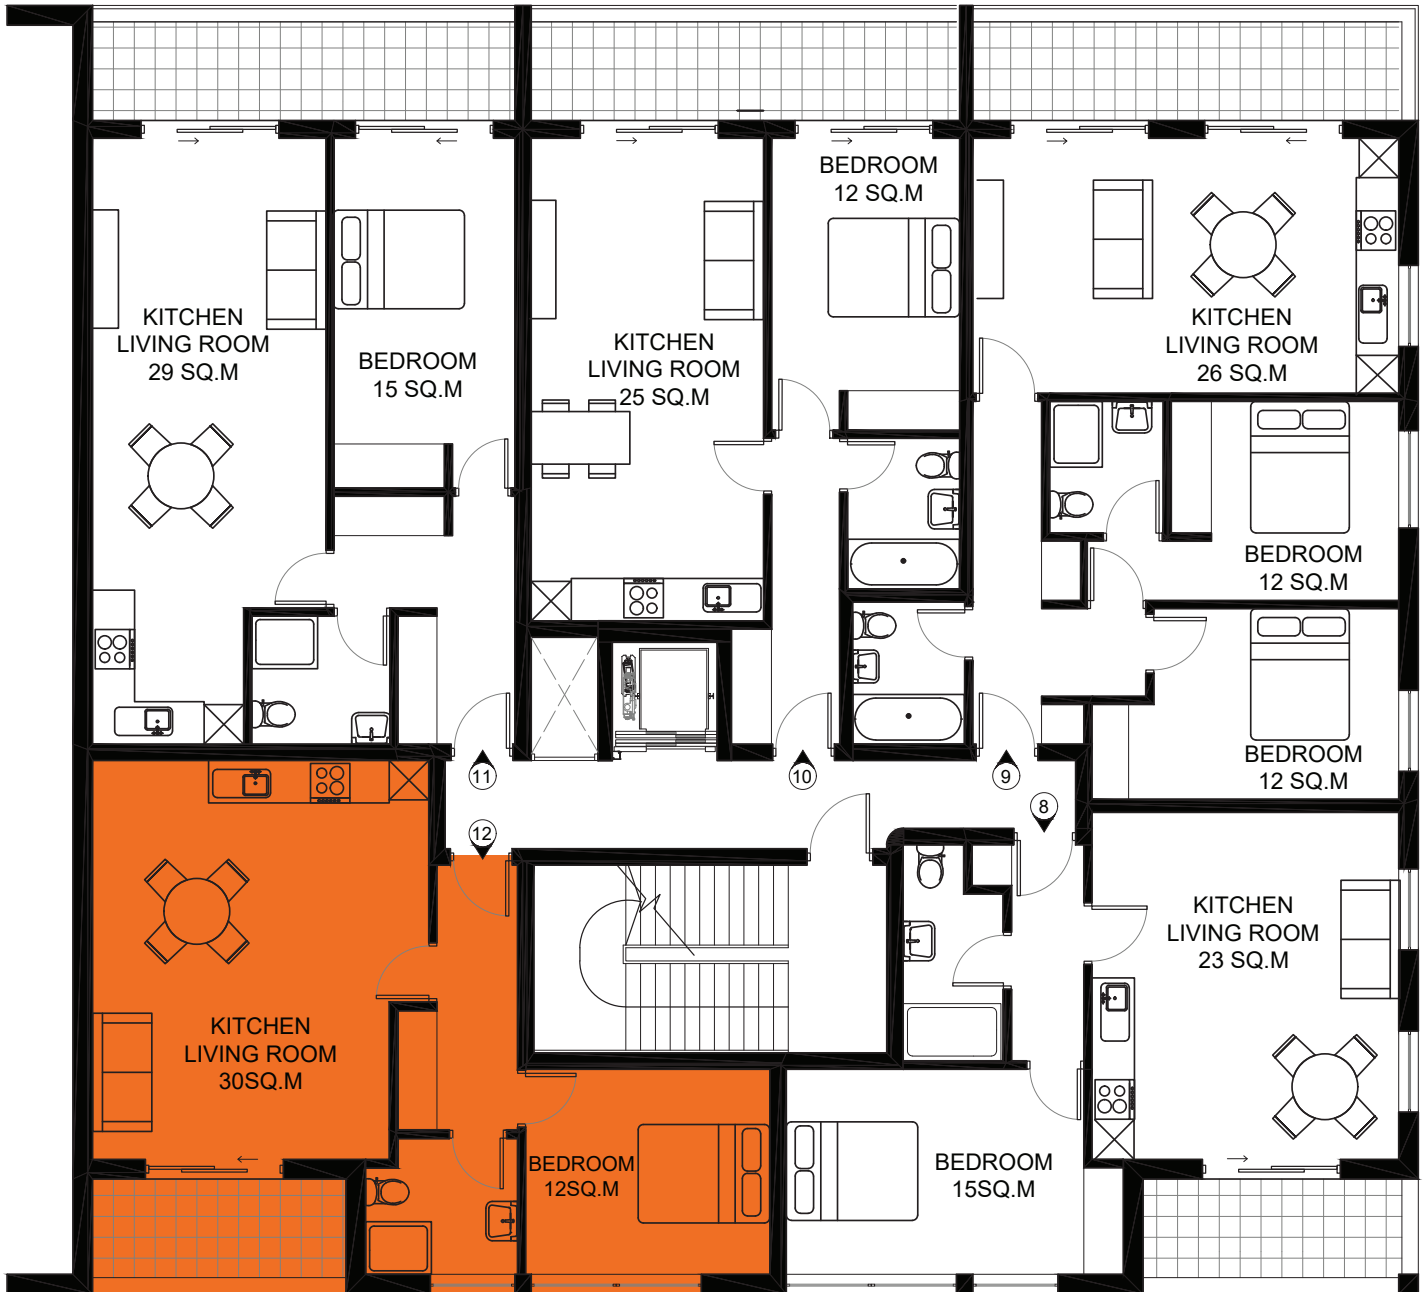 BEDROOM
12 SQ.M
KITCHEN
LIVING ROOM
29 SQ.M
BEDROOM
15 SQ.M
KITCHEN
LIVING ROOM
25 SQ.M
KITCHEN
LIVING ROOM
26 SQ.M
BEDROOM
12 SQ.M
BEDROOM
12 SQ.M
11
10
9
8
12
KITCHEN
LIVING ROOM
23 SQ.M
KITCHEN
LIVING ROOM
30SQ.M
BEDROOM
12SQ.M
BEDROOM
15SQ.M